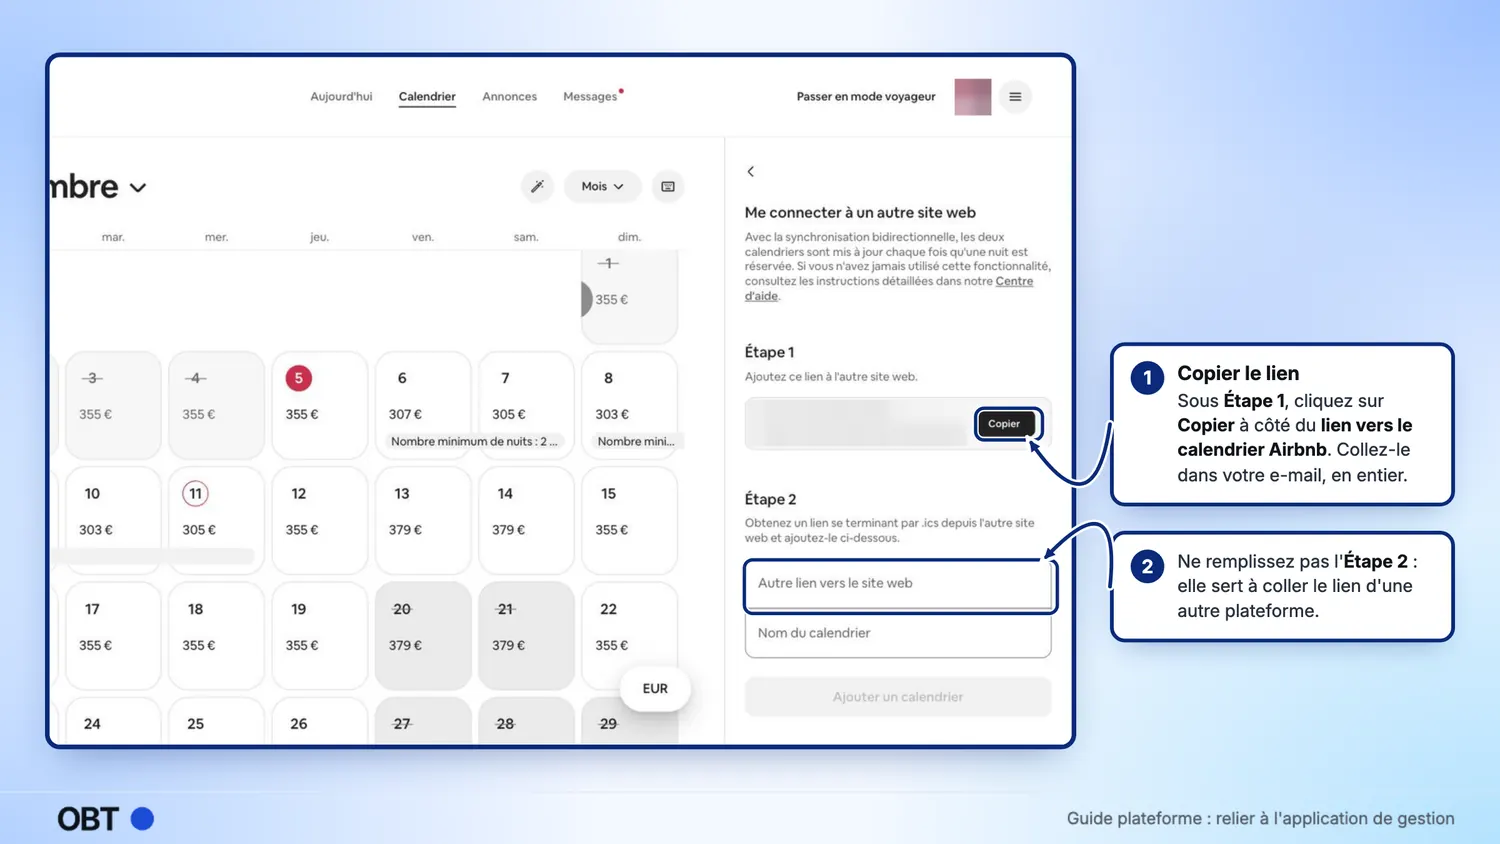 Aujourd'hui
Calendrier
Annonces
Messages
Passer en mode voyageur
mbre
Mois
mar. mer. jeu. ven. sam. dim.
1
355 €
3 4 5 6 7 8
355 € 355 € 355 € 307 € 305 € 303 €
Nombre minimum de nuits : 2 ... Nombre mini...
10 11 12 13 14 15
303 € 305 € 355 € 379 € 379 € 355 €
17 18 19 20 21 22
355 € 355 € 355 € 379 € 379 € 355 €
EUR
24 25 26 27 28 29
Me connecter à un autre site web
Avec la synchronisation bidirectionnelle, les deux
calendriers sont mis à jour chaque fois qu'une nuit est
réservée. Si vous n'avez jamais utilisé cette fonctionnalité,
consultez les instructions détaillées dans notre Centre
d'aide.
Étape 1
Ajoutez ce lien à l'autre site web.
Copier
Étape 2
Obtenez un lien se terminant par .ics depuis l'autre site
web et ajoutez-le ci-dessous.
Autre lien vers le site web
Nom du calendrier
Ajouter un calendrier
1 Copier le lien
Sous Étape 1, cliquez sur
Copier à côté du lien vers le
calendrier Airbnb. Collez-le
dans votre e-mail, en entier.
2 Ne remplissez pas l'Étape 2 :
elle sert à coller le lien d'une
autre plateforme.
OBT
Guide plateforme : relier à l'application de gestion